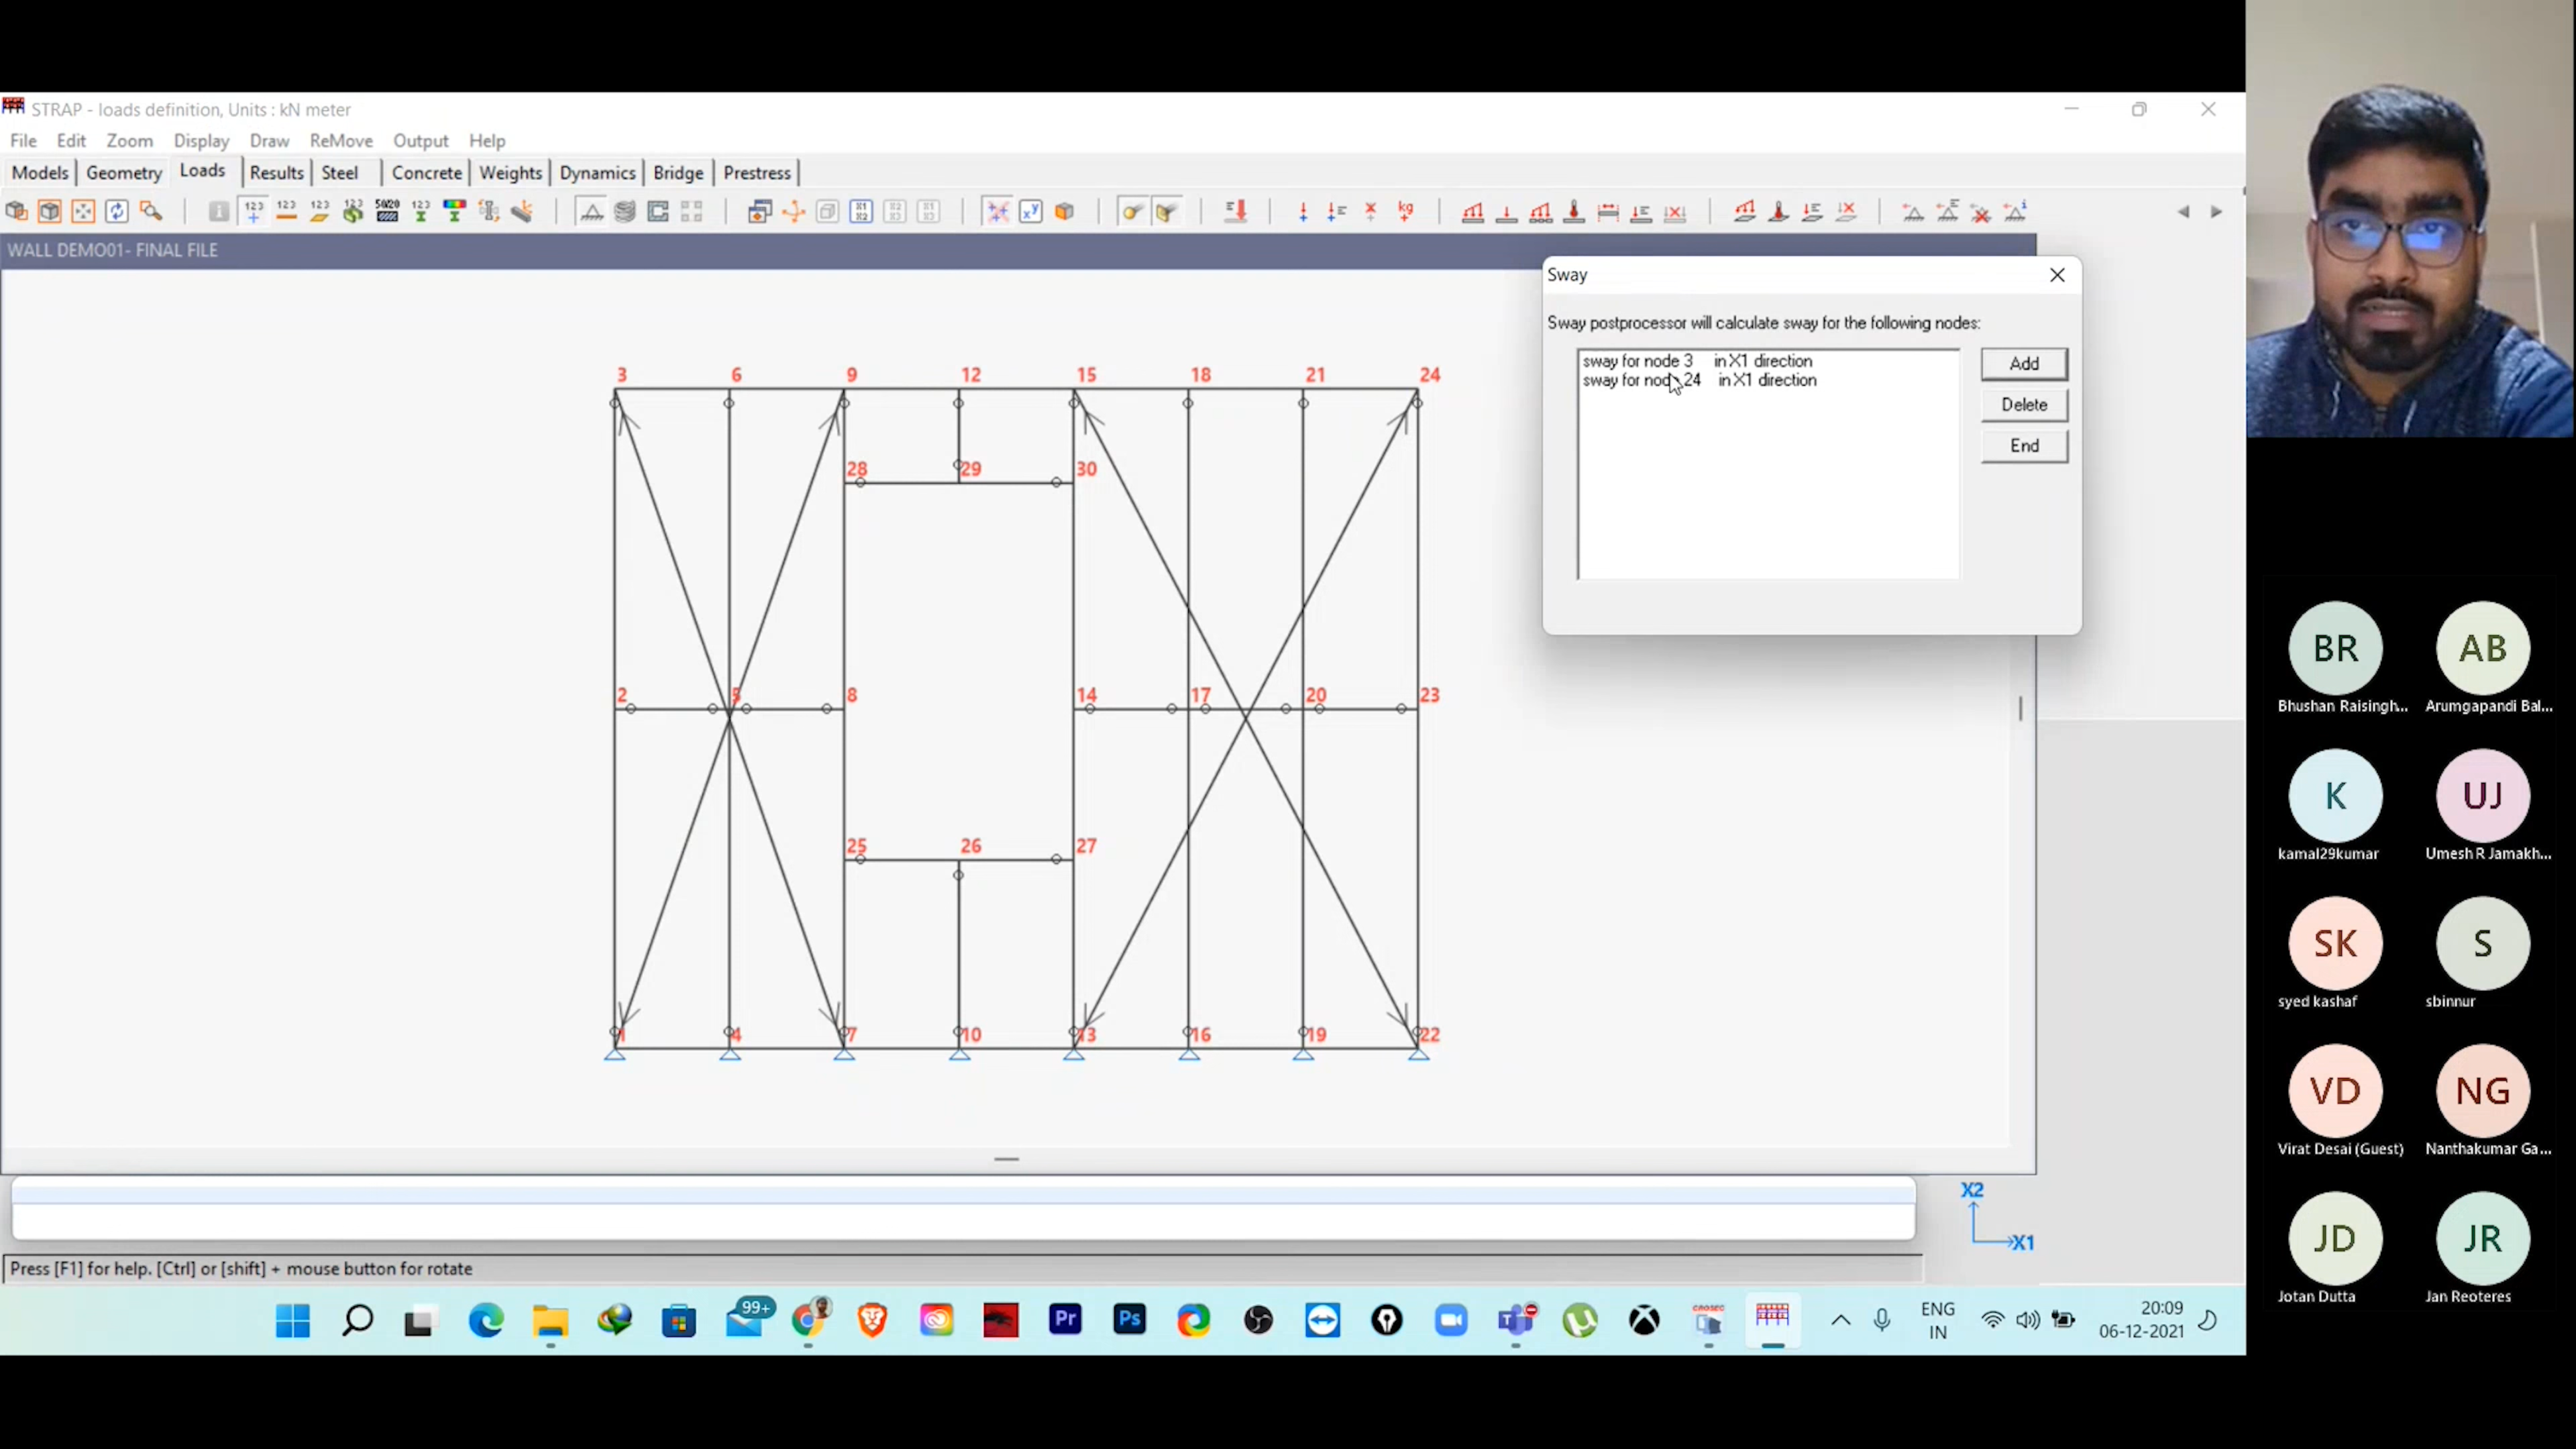 STRAP - loads definition, Units : kN meter
File Edit Zoom Display Draw ReMove Output Help
Models Geometry Loads Results Steel Concrete Weights Dynamics Bridge Prestress
WALL DEMO01- FINAL FILE
Sway
Sway postprocessor will calculate sway for the following nodes:
sway for node 3 in X1 direction
sway for node 24 in X1 direction
Add
Delete
End
3 6 9 12 15 18 21 24
28 29 30
2 5 8 14 17 20 23
25 26 27
1 4 7 10 13 16 19 22
X2
X1
Press [F1] for help. [Ctrl] or [shift] + mouse button for rotate
99+
Pr
Ps
CROSEC
ENG
IN
20:09
06-12-2021
BR
Bhushan Raisingh...
AB
Arumgapandi Bal...
K
kamal29kumar
UJ
Umesh R Jamakh...
SK
syed kashaf
S
sbinnur
VD
Virat Desai (Guest)
NG
Nanthakumar Ga...
JD
Jotan Dutta
JR
Jan Reoteres